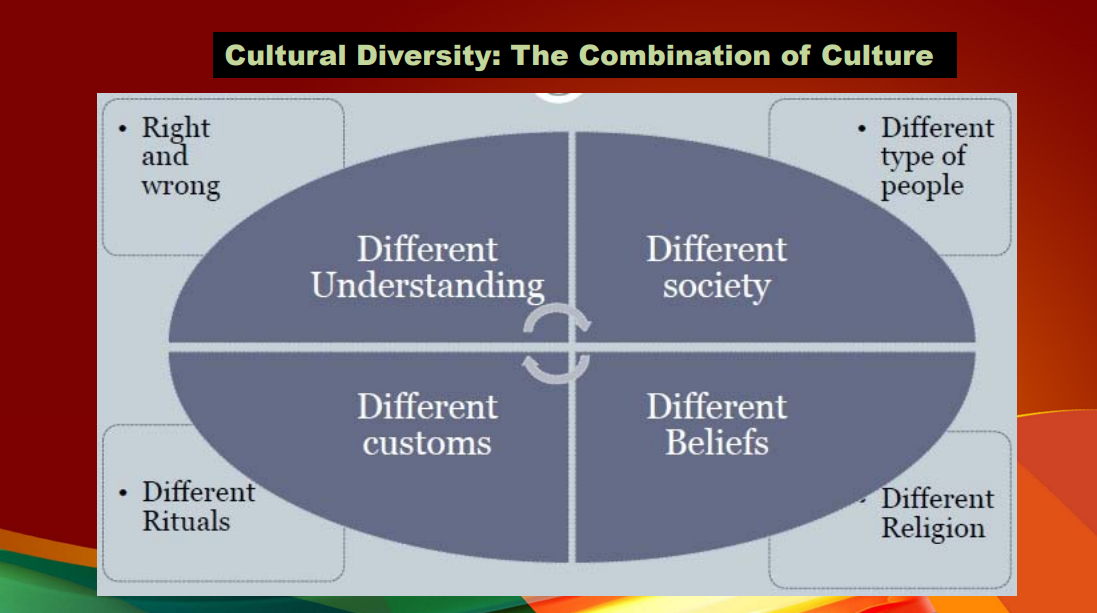 Cultural Diversity: The Combination of Culture
• Right
and
wrong
• Different
type of
people
Different
Understanding
Different
society
Different
customs
Different
Beliefs
• Different
Rituals
• Different
Religion